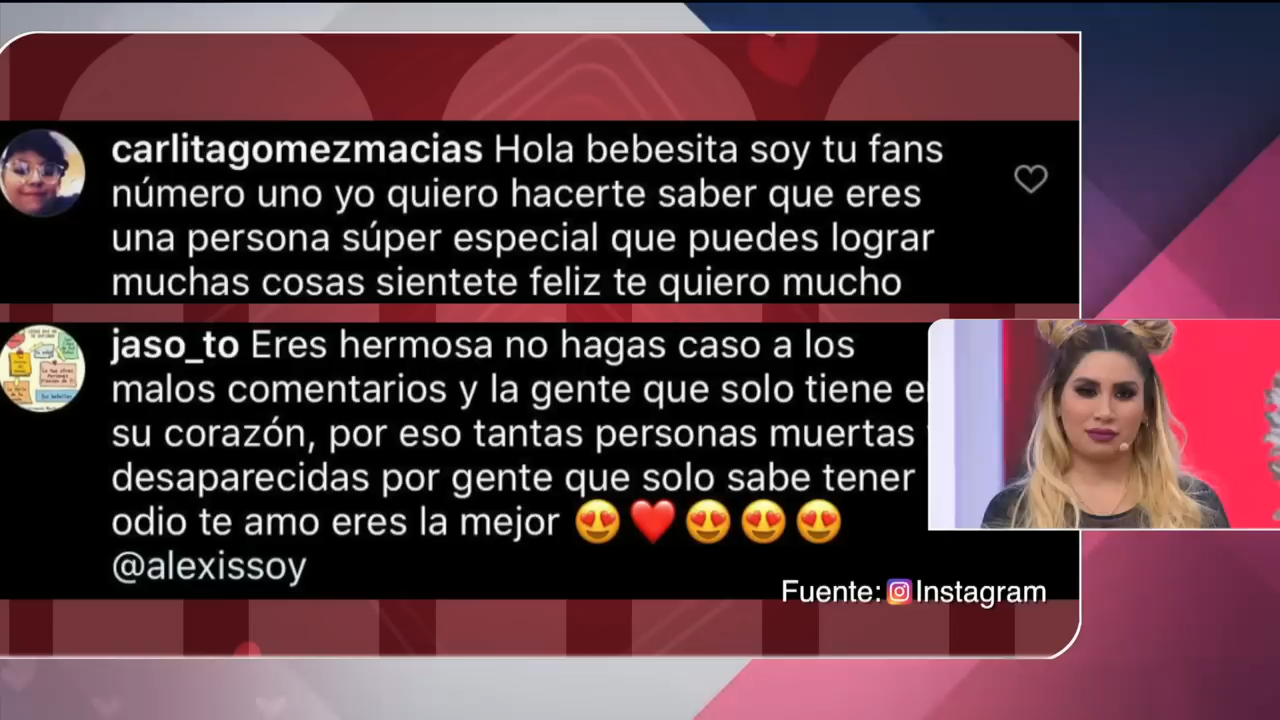 carlitagomezmacias Hola bebesita soy tu fans
número uno yo quiero hacerte saber que eres
una persona súper especial que puedes lograr
muchas cosas sientete feliz te quiero mucho
jaso_to Eres hermosa no hagas caso a los
malos comentarios y la gente que solo tiene
su corazón, por eso tantas personas muertas
desaparecidas por gente que solo sabe tener
odio te amo eres la mejor 😍❤️😍😍😍
@alexissoy
Fuente: Instagram